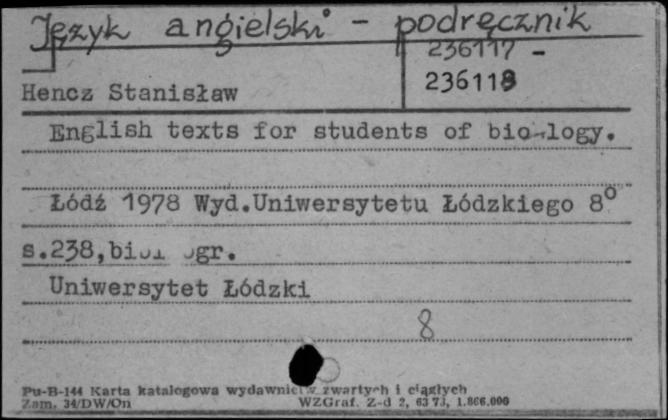 Język angielski - podręcznik
236117 -
236118
Hencz Stanisław
English texts for students of biology.
Łódź 1978 Wyd.Uniwersytetu Łódzkiego 8°
s.238,bibliogr.
Uniwersytet Łódzki
8
Pu-B-144 Karta katalogowa wydawnictw zwartych i ciągłych
Zam. 34/DW/On WZGraf. Z-d 2, 63 73, 1.866.000